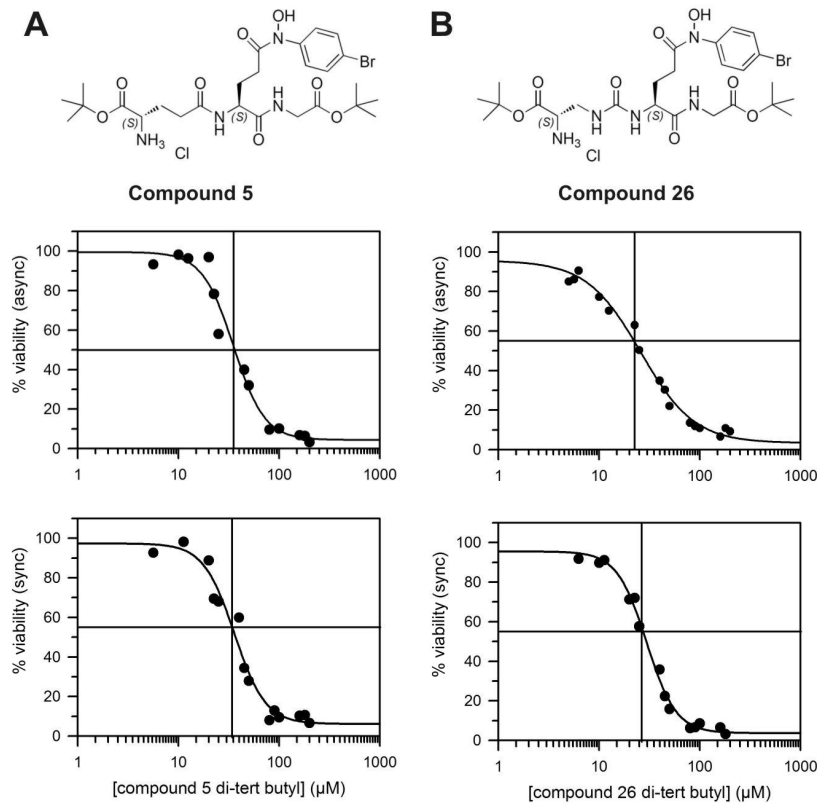 A
B
OH
N
O
Br
O
O
H
N
O
O
(S)
N
H
(S)
O
O
NH3
Cl
OH
N
O
Br
O
O
H
N
O
O
(S)
N
H
N
H
(S)
O
O
NH3
Cl
Compound 5
Compound 26
% viability (async)
100
80
60
40
20
0
1
10
100
1000
% viability (async)
100
80
60
40
20
0
1
10
100
1000
% viability (sync)
100
80
60
40
20
0
1
10
100
1000
[compound 5 di-tert butyl] (µM)
% viability (sync)
100
80
60
40
20
0
1
10
100
1000
[compound 26 di-tert butyl] (µM)